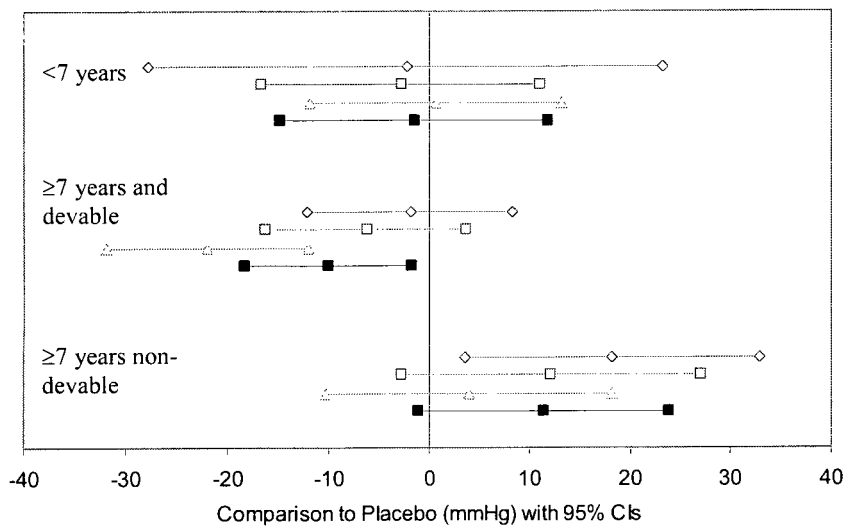 <7 years
≥7 years and
devable
≥7 years non-
devable
-40 -30 -20 -10 0 10 20 30 40
Comparison to Placebo (mmHg) with 95% CIs